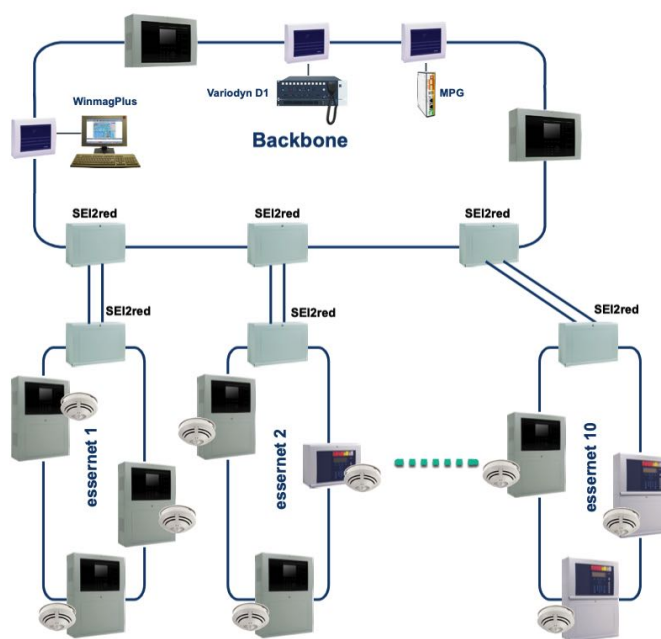 WinmagPlus
Variodyn D1
MPG
Backbone
SEI2red
SEI2red
SEI2red
SEI2red
SEI2red
SEI2red
essernet 1
essernet 2
essernet 10